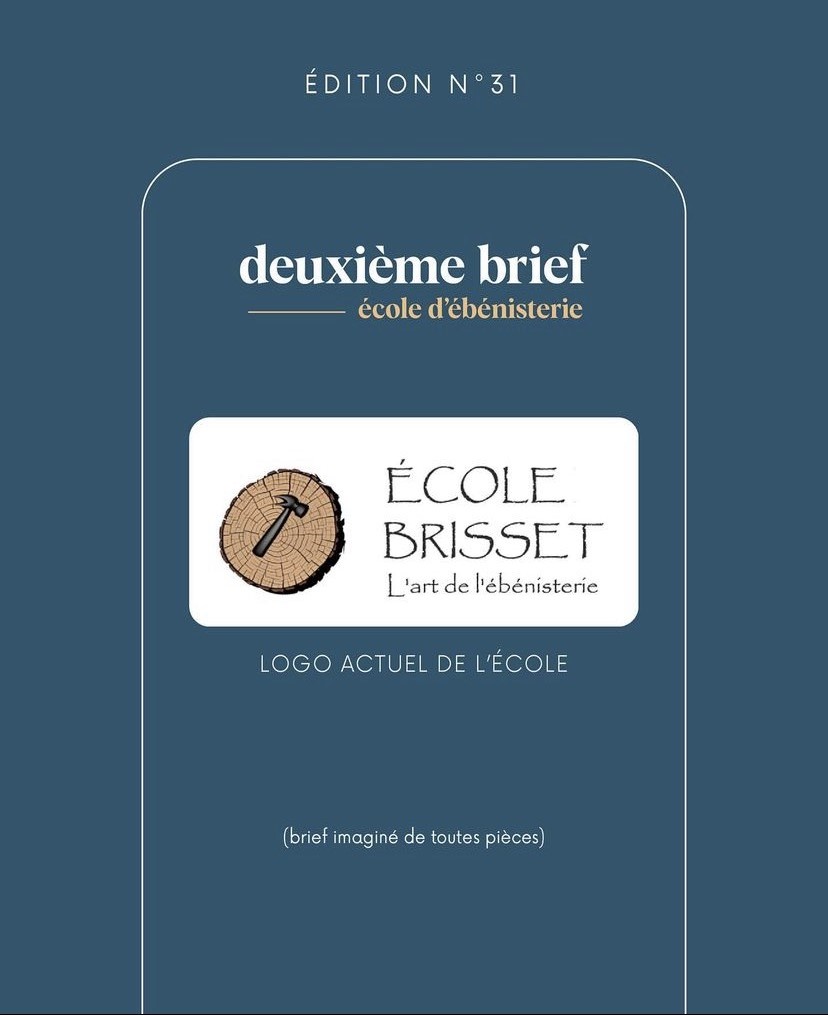 ÉDITION N°31
deuxième brief
école d'ébénisterie
ÉCOLE
BRISSET
L'art de l'ébénisterie
LOGO ACTUEL DE L'ÉCOLE
(brief imaginé de toutes pièces)